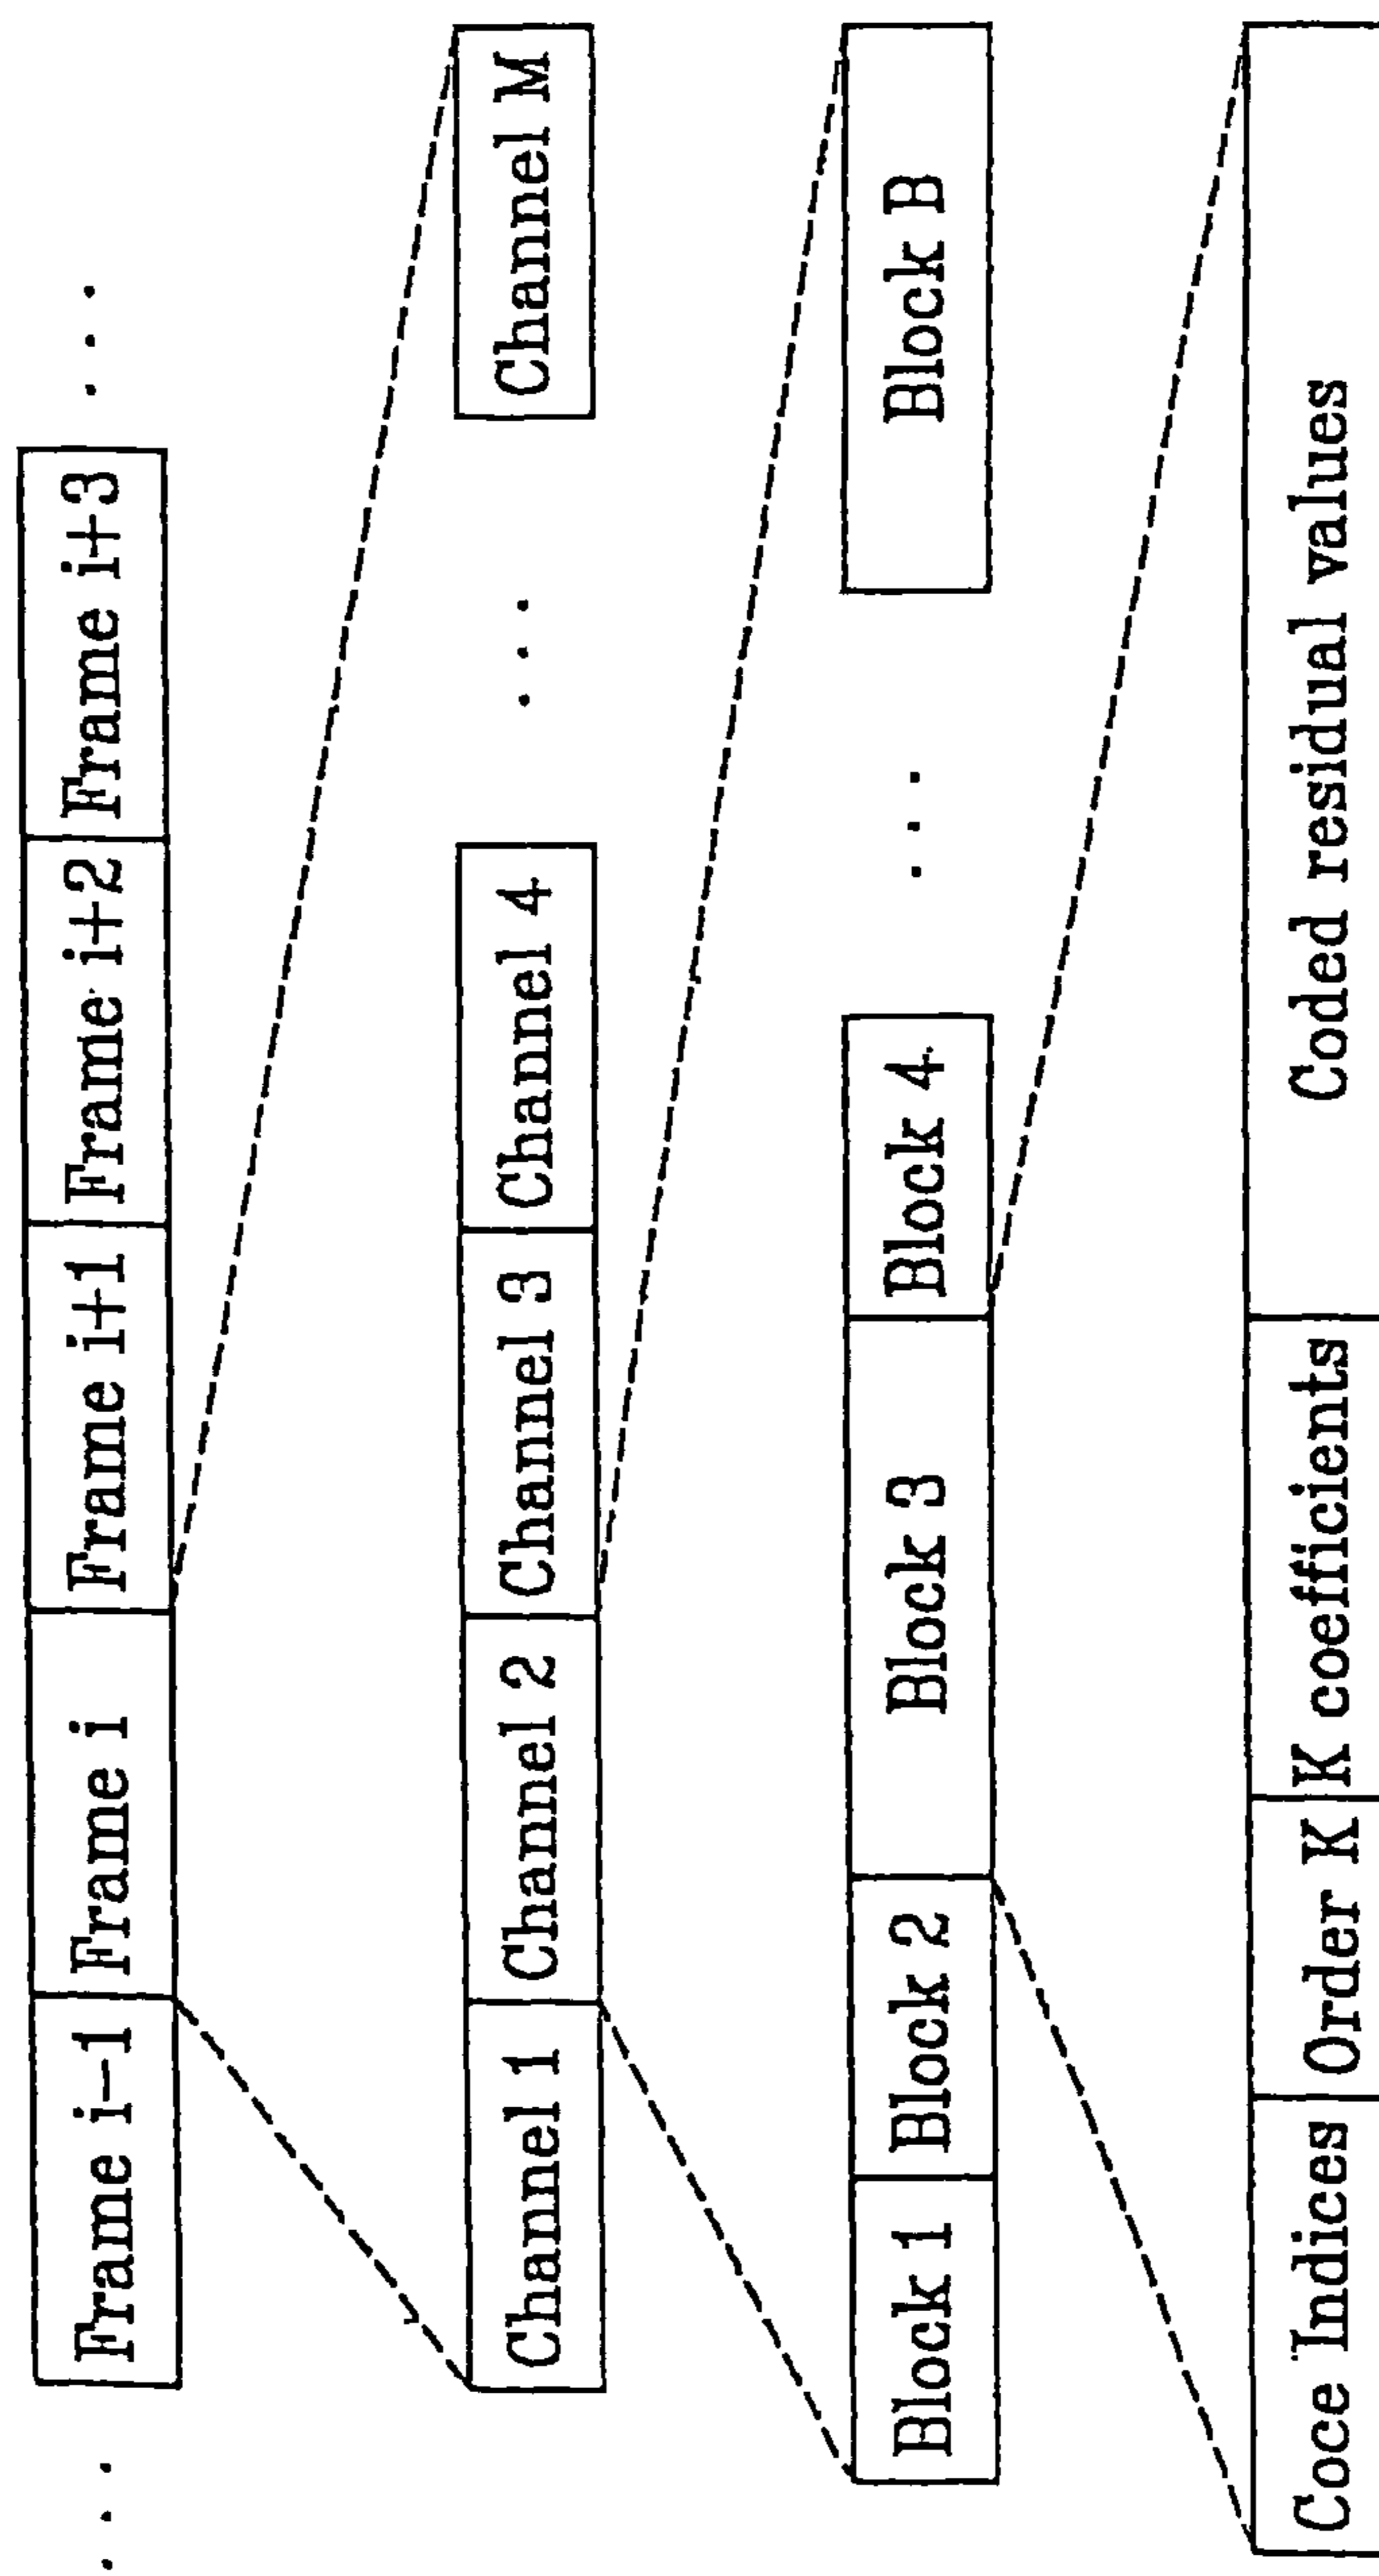 ... Frame i-1 Frame i Frame i+1 Frame i+2 Frame i+3 ...
Channel 1 Channel 2 Channel 3 Channel 4 ... Channel M
Block 1 Block 2 Block 3 Block 4 ... Block B
Coce Indices Order K K coefficients Coded residual values